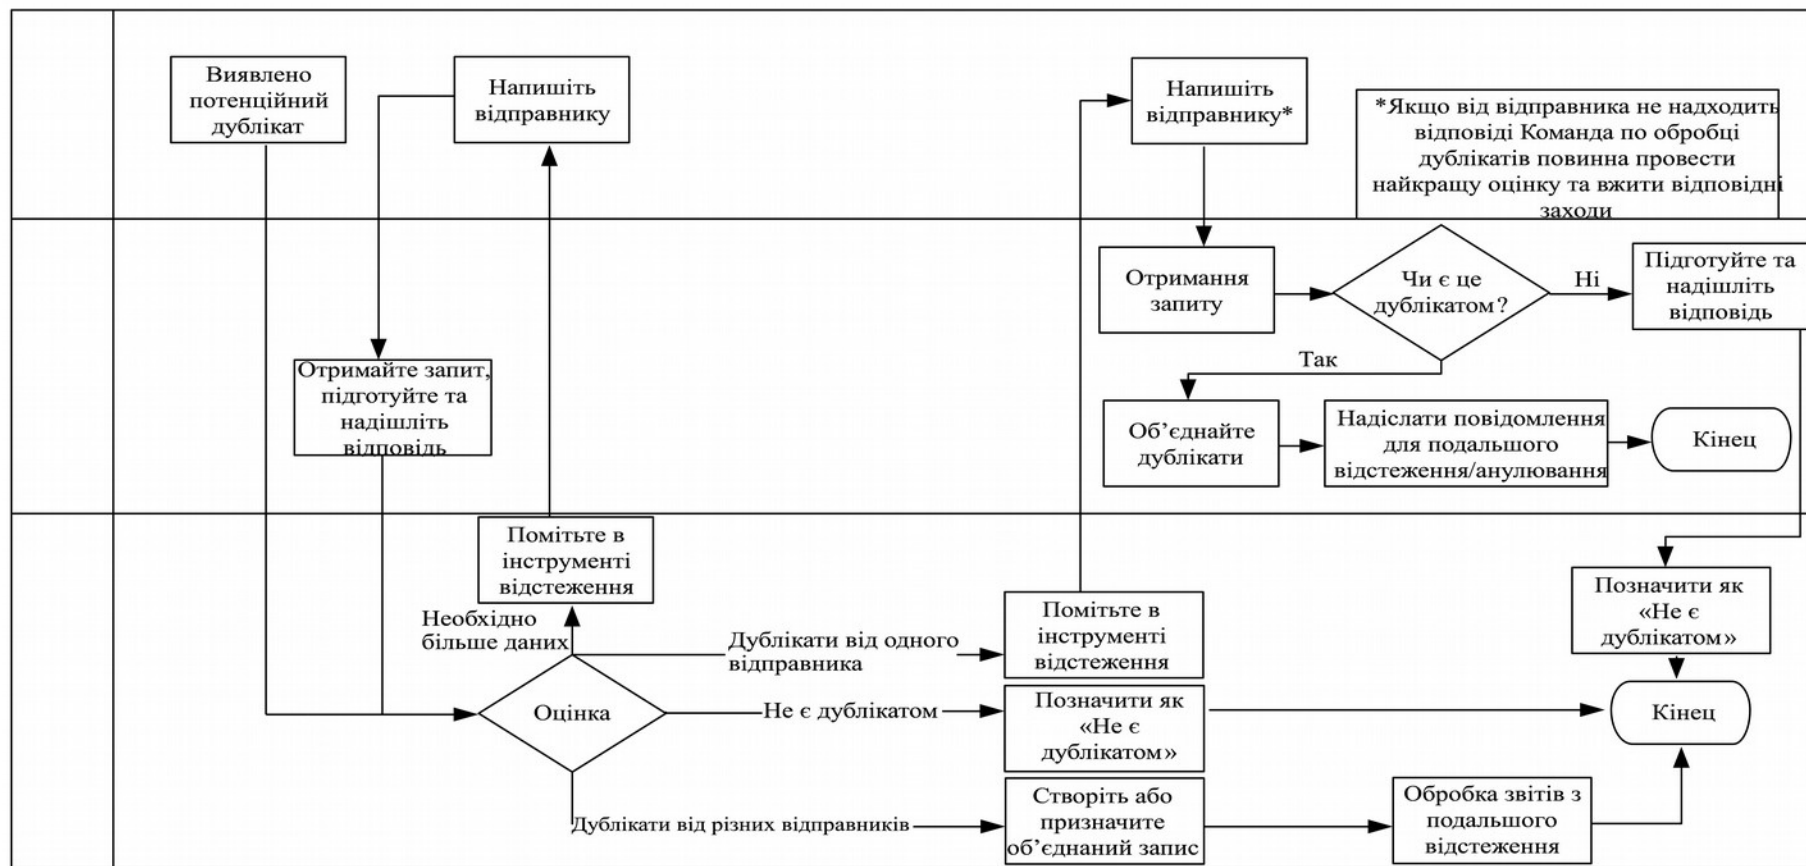 Виявлено
потенційний
дублікат
Напишіть
відправнику
Напишіть
відправнику*
*Якщо від відправника не надходить
відповіді Команда по обробці
дублікатів повинна провести
найкращу оцінку та вжити відповідні
заходи
Отримання
запиту
Чи є це
дублікатом?
Ні
Підготуйте та
надішліть
відповідь
Так
Отримайте запит,
підготуйте та
надішліть
відповідь
Об’єднайте
дублікати
Надіслати повідомлення
для подальшого
відстеження/анулювання
Кінец
Помітьте в
інструменті
відстеження
Необхідно
більше даних
Дублікати від одного
відправника
Помітьте в
інструменті
відстеження
Позначити як
«Не є
дублікатом»
Оцінка
Не є дублікатом
Позначити як
«Не є
дублікатом»
Кінец
Дублікати від різних відправників
Створіть або
призначите
об’єднаний запис
Обробка звітів з
подальшого
відстеження